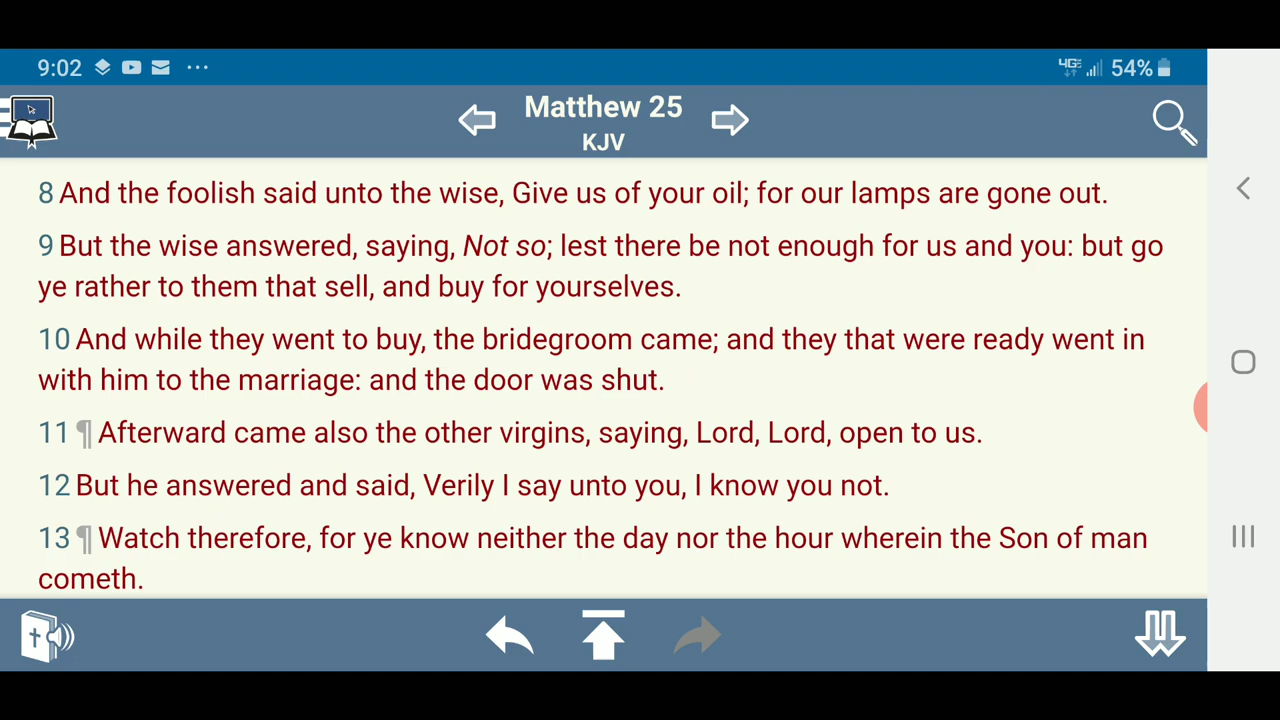 9:02 ... 4GE 54%
Matthew 25
KJV
8 And the foolish said unto the wise, Give us of your oil; for our lamps are gone out.
9 But the wise answered, saying, Not so; lest there be not enough for us and you: but go
ye rather to them that sell, and buy for yourselves.
10 And while they went to buy, the bridegroom came; and they that were ready went in
with him to the marriage: and the door was shut.
11 ¶ Afterward came also the other virgins, saying, Lord, Lord, open to us.
12 But he answered and said, Verily I say unto you, I know you not.
13 ¶ Watch therefore, for ye know neither the day nor the hour wherein the Son of man
cometh.